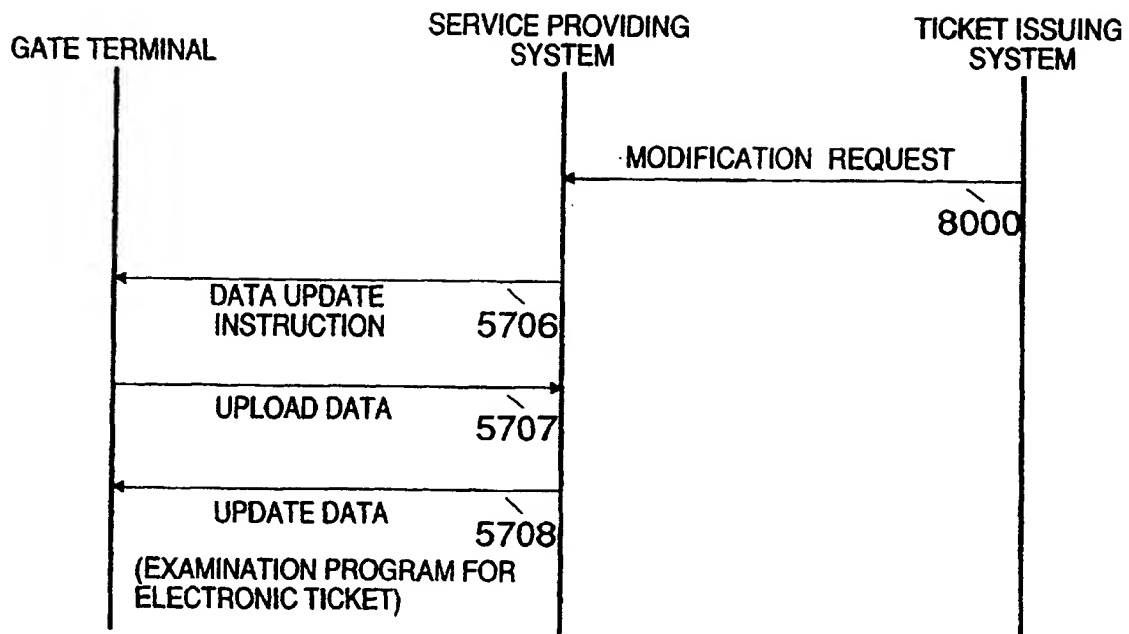 GATE TERMINAL
SERVICE PROVIDING
SYSTEM
TICKET ISSUING
SYSTEM
MODIFICATION REQUEST
8000
DATA UPDATE
INSTRUCTION
5706
UPLOAD DATA
5707
UPDATE DATA
5708
(EXAMINATION PROGRAM FOR
ELECTRONIC TICKET)